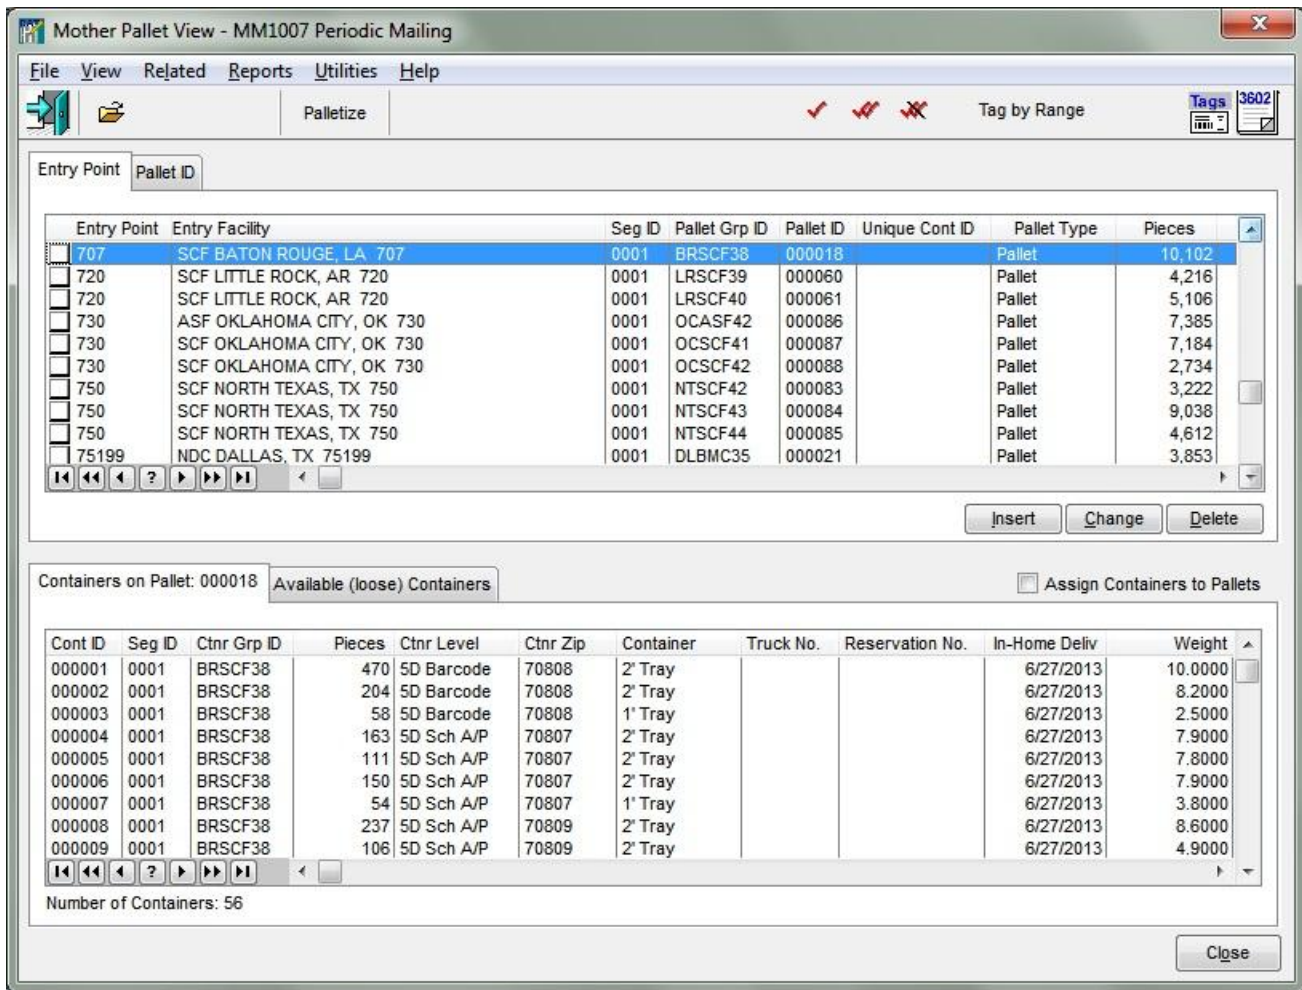 Mother Pallet View - MM1007 Periodic Mailing
File View Related Reports Utilities Help
Palletize Tag by Range Tags 3602
Entry Point Pallet ID
Entry Point Entry Facility Seg ID Pallet Grp ID Pallet ID Unique Cont ID Pallet Type Pieces
707 SCF BATON ROUGE, LA 707 0001 BRSCF38 000018 Pallet 10,102
720 SCF LITTLE ROCK, AR 720 0001 LRSCF39 000060 Pallet 4,216
720 SCF LITTLE ROCK, AR 720 0001 LRSCF40 000061 Pallet 5,106
730 ASF OKLAHOMA CITY, OK 730 0001 OCASF42 000086 Pallet 7,385
730 SCF OKLAHOMA CITY, OK 730 0001 OCSCF41 000087 Pallet 7,184
730 SCF OKLAHOMA CITY, OK 730 0001 OCSCF42 000088 Pallet 2,734
750 SCF NORTH TEXAS, TX 750 0001 NTSCF42 000083 Pallet 3,222
750 SCF NORTH TEXAS, TX 750 0001 NTSCF43 000084 Pallet 9,038
750 SCF NORTH TEXAS, TX 750 0001 NTSCF44 000085 Pallet 4,612
75199 NDC DALLAS, TX 75199 0001 DLBMC35 000021 Pallet 3,853
?
Insert Change Delete
Containers on Pallet: 000018 Available (loose) Containers Assign Containers to Pallets
Cont ID Seg ID Ctnr Grp ID Pieces Ctnr Level Ctnr Zip Container Truck No. Reservation No. In-Home Deliv Weight
000001 0001 BRSCF38 470 5D Barcode 70808 2' Tray 6/27/2013 10.0000
000002 0001 BRSCF38 204 5D Barcode 70808 2' Tray 6/27/2013 8.2000
000003 0001 BRSCF38 58 5D Barcode 70808 1' Tray 6/27/2013 2.5000
000004 0001 BRSCF38 163 5D Sch A/P 70807 2' Tray 6/27/2013 7.9000
000005 0001 BRSCF38 111 5D Sch A/P 70807 2' Tray 6/27/2013 7.8000
000006 0001 BRSCF38 150 5D Sch A/P 70807 2' Tray 6/27/2013 7.9000
000007 0001 BRSCF38 54 5D Sch A/P 70807 1' Tray 6/27/2013 3.8000
000008 0001 BRSCF38 237 5D Sch A/P 70809 2' Tray 6/27/2013 8.6000
000009 0001 BRSCF38 106 5D Sch A/P 70809 2' Tray 6/27/2013 4.9000
?
Number of Containers: 56
Close